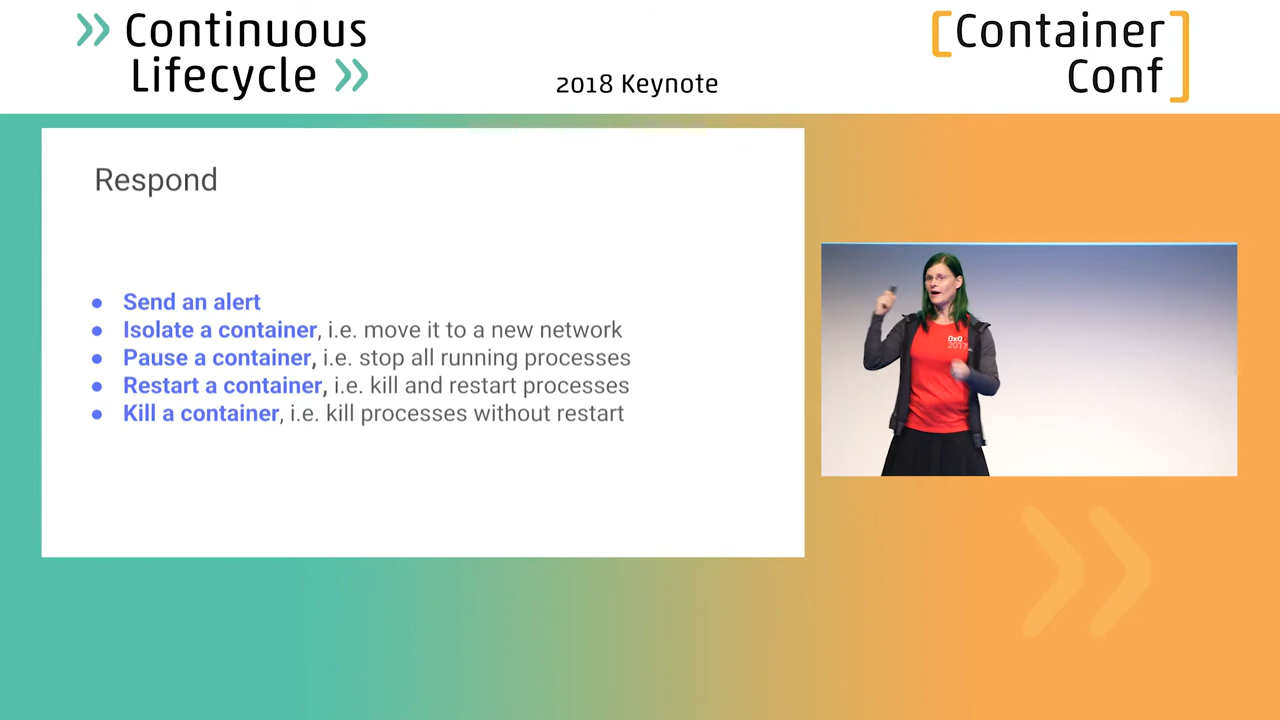 Continuous
Lifecycle
2018 Keynote
Container
Conf
Respond
● Send an alert
● Isolate a container, i.e. move it to a new network
● Pause a container, i.e. stop all running processes
● Restart a container, i.e. kill and restart processes
● Kill a container, i.e. kill processes without restart
2017